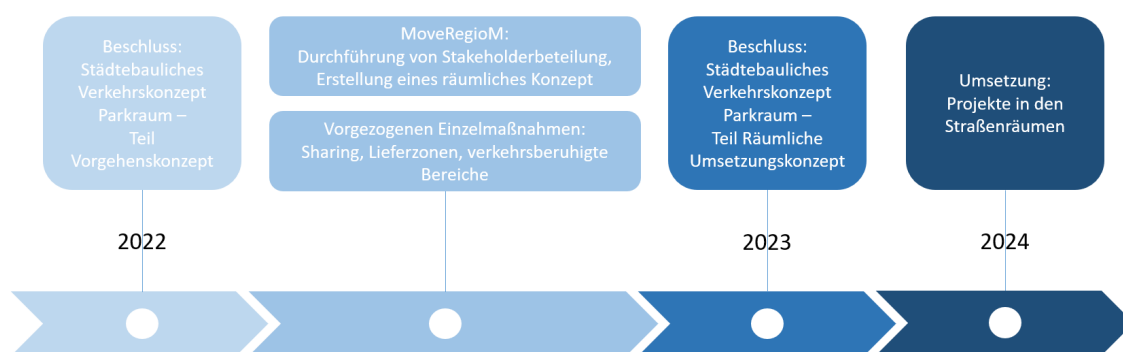 Beschluss:
Städtebauliches
Verkehrskonzept
Parkraum –
Teil
Vorgehenskonzept
2022
MoveRegioM:
Durchführung von Stakeholderbeteilung,
Erstellung eines räumliches Konzept
Vorgezogenen Einzelmaßnahmen:
Sharing, Lieferzonen, verkehrsberuhigte
Bereiche
Beschluss:
Städtebauliches
Verkehrskonzept
Parkraum –
Teil Räumliche
Umsetzungskonzept
2023
Umsetzung:
Projekte in den
Straßenräumen
2024